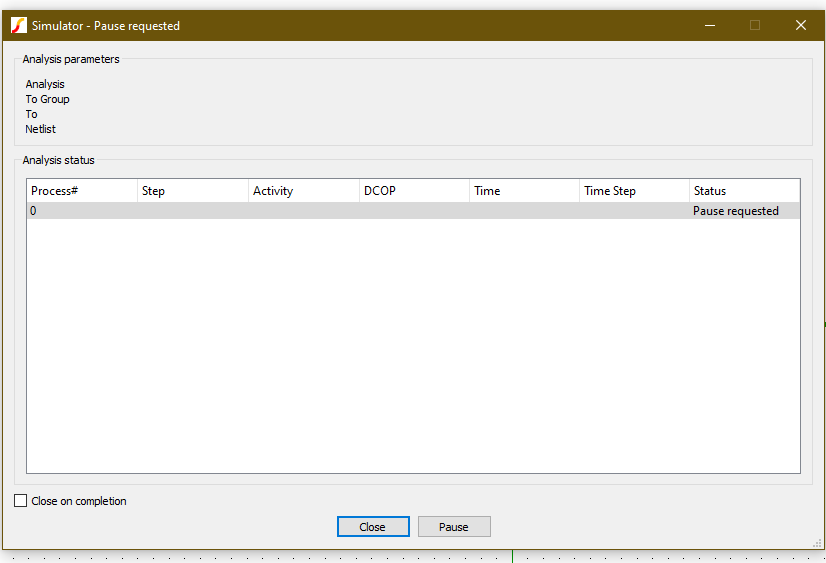 Simulator - Pause requested
Analysis parameters
Analysis
To Group
To
Netlist
Analysis status
Process# Step Activity DCOP Time Time Step Status
0 Pause requested
Close on completion
Close Pause